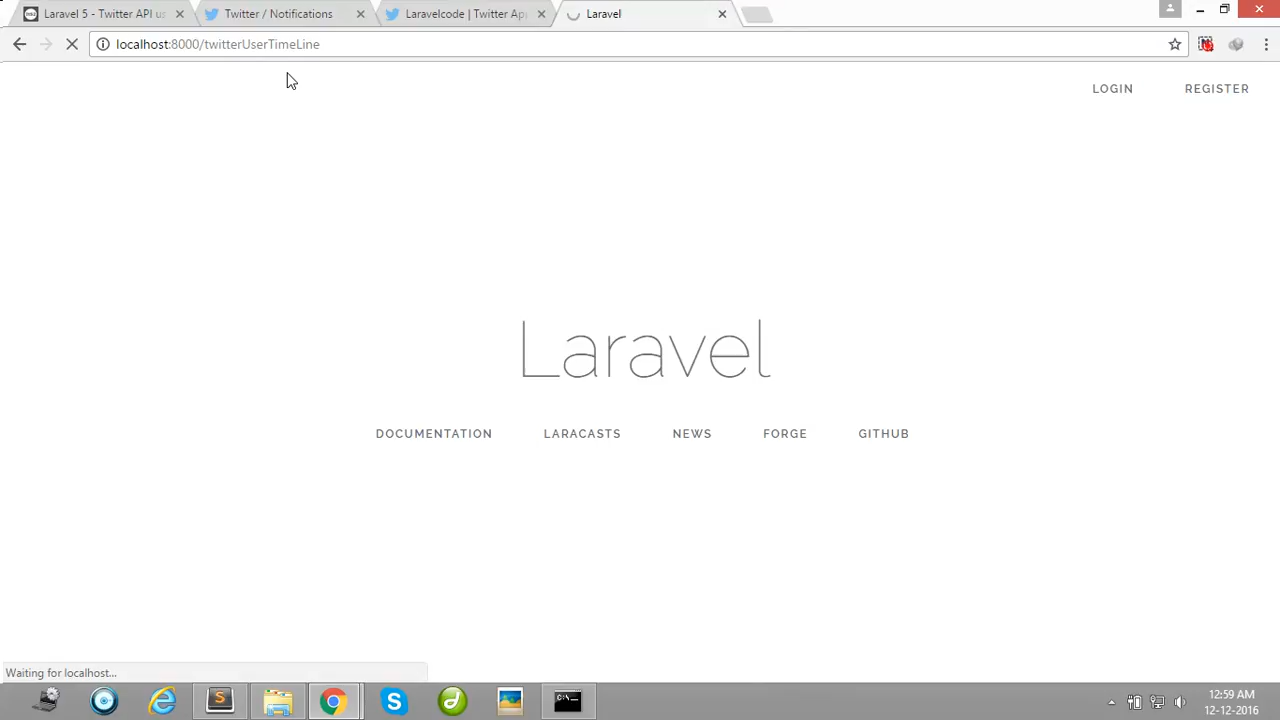 Laravel 5 - Twitter API us
Twitter / Notifications
Laravelcode | Twitter Ap
Laravel
localhost:8000/twitterUserTimeLine
LOGIN
REGISTER
Laravel
DOCUMENTATION
LARACASTS
NEWS
FORGE
GITHUB
Waiting for localhost...
12:59 AM
12-12-2016